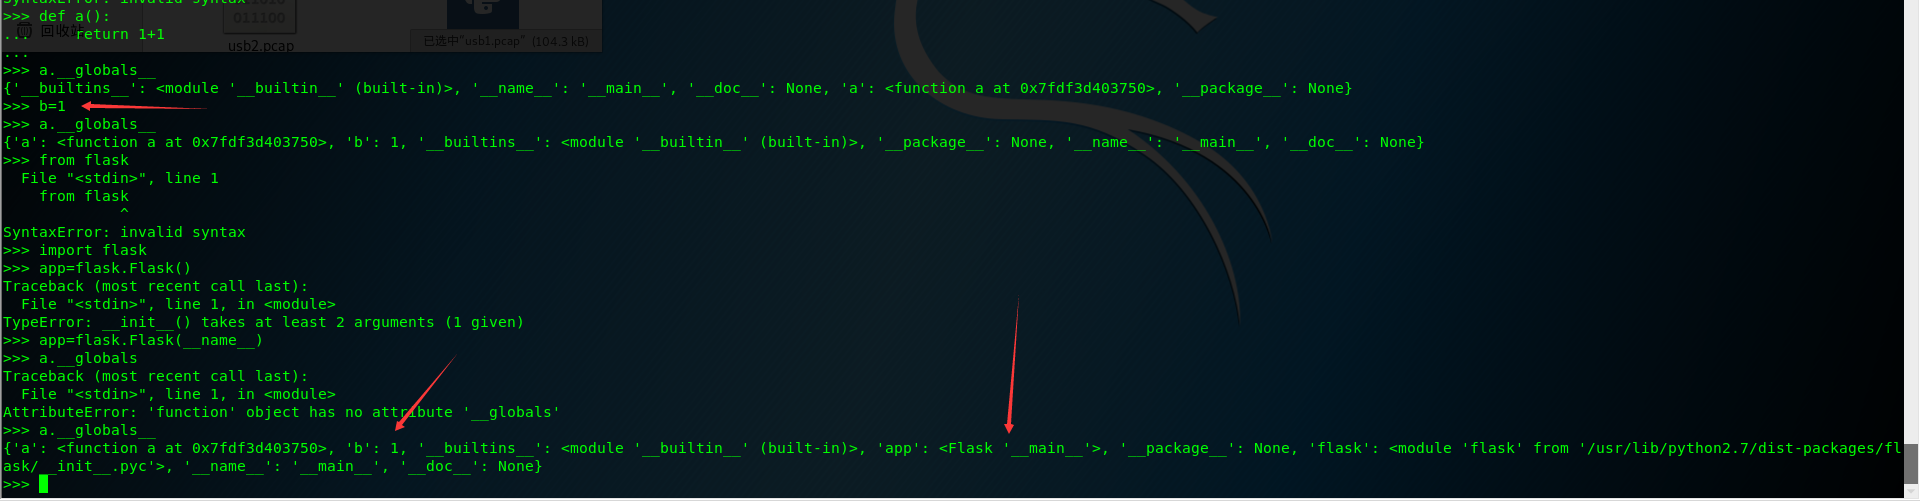 SyntaxError: invalid syntax
>>> def a():
011100
回收站
...     return 1+1
已选中"usb1.pcap" (104.3 kB)
usb2.pcap
...
>>> a.__globals__
{'__builtins__': <module '__builtin__' (built-in)>, '__name__': '__main__', '__doc__': None, 'a': <function a at 0x7fdf3d403750>, '__package__': None}
>>> b=1
>>> a.__globals__
{'a': <function a at 0x7fdf3d403750>, 'b': 1, '__builtins__': <module '__builtin__' (built-in)>, '__package__': None, '__name__': '__main__', '__doc__': None}
>>> from flask
  File "<stdin>", line 1
    from flask
             ^
SyntaxError: invalid syntax
>>> import flask
>>> app=flask.Flask()
Traceback (most recent call last):
  File "<stdin>", line 1, in <module>
TypeError: __init__() takes at least 2 arguments (1 given)
>>> app=flask.Flask(__name__)
>>> a.__globals
Traceback (most recent call last):
  File "<stdin>", line 1, in <module>
AttributeError: 'function' object has no attribute '__globals'
>>> a.__globals__
{'a': <function a at 0x7fdf3d403750>, 'b': 1, '__builtins__': <module '__builtin__' (built-in)>, 'app': <Flask '__main__'>, '__package__': None, 'flask': <module 'flask' from '/usr/lib/python2.7/dist-packages/fl
ask/__init__.pyc'>, '__name__': '__main__', '__doc__': None}
>>>